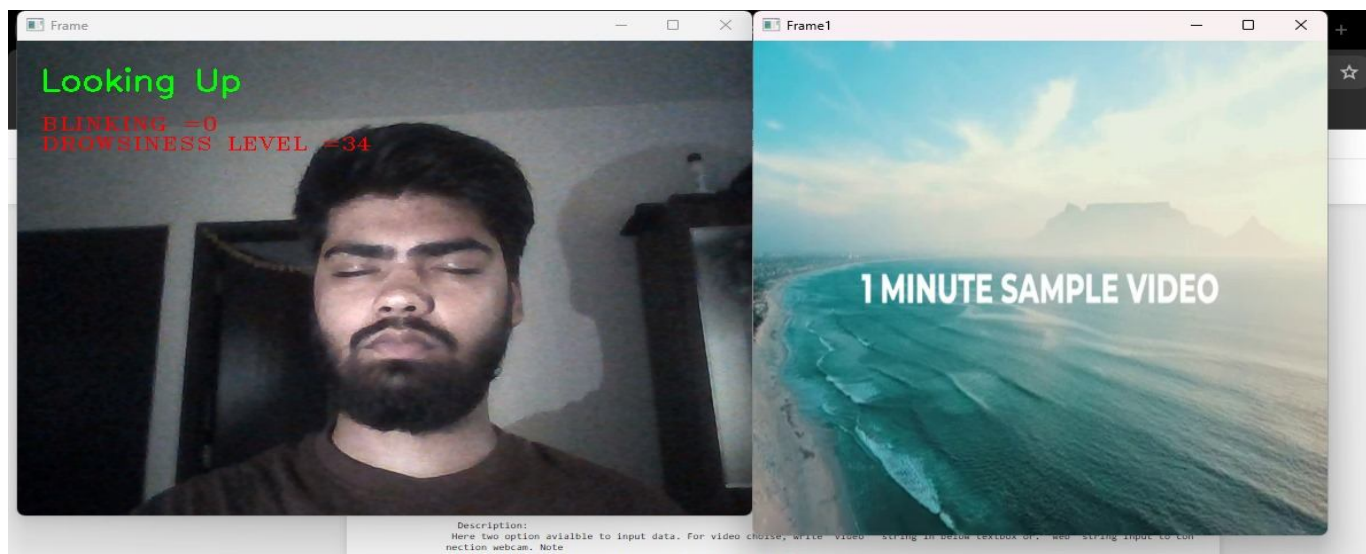 Frame
Looking Up
BLINKING =0
DROWSINESS LEVEL =34
Frame1
1 MINUTE SAMPLE VIDEO
Description:
Here two option avialble to input data. For video choise, write "video" string in below textbox or. "web" string input to con
nection webcam. Note